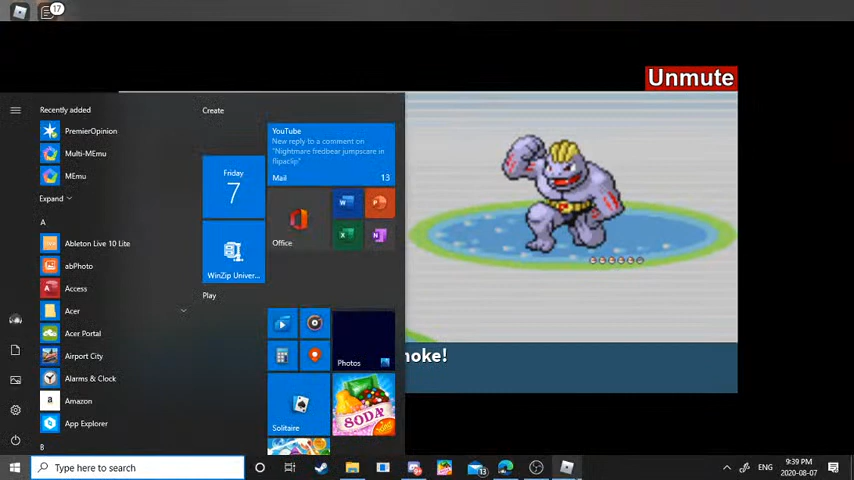 17
Unmute
Recently added
PremierOpinion
Multi-MEmu
MEmu
Expand
A
Ableton Live 10 Lite
abPhoto
Access
Acer
Acer Portal
Airport City
Alarms & Clock
Amazon
App Explorer
B
Create
YouTube
New reply to a comment on
"Nightmare fredbear jumpscare in
flipaclip"
Mail
13
Friday
7
Office
WinZip Univer...
Play
Photos
Solitaire
SODA
noke!
Type here to search
13
ENG
9:39 PM
2020-08-07